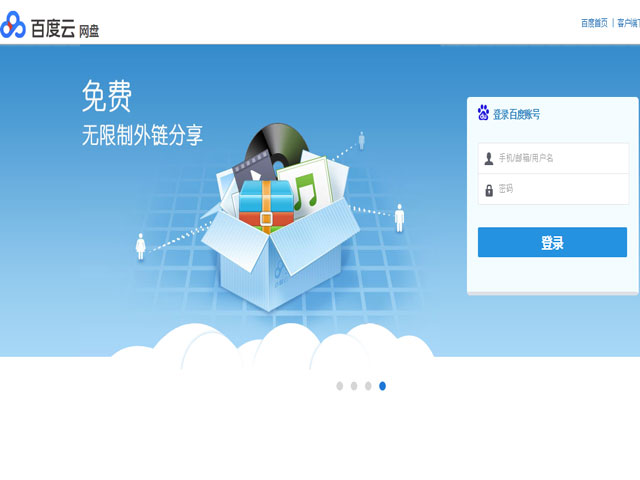 百度云 网盘
百度首页 | 客户端
免费
无限制外链分享
登录百度账号
手机/邮箱/用户名
密码
登录